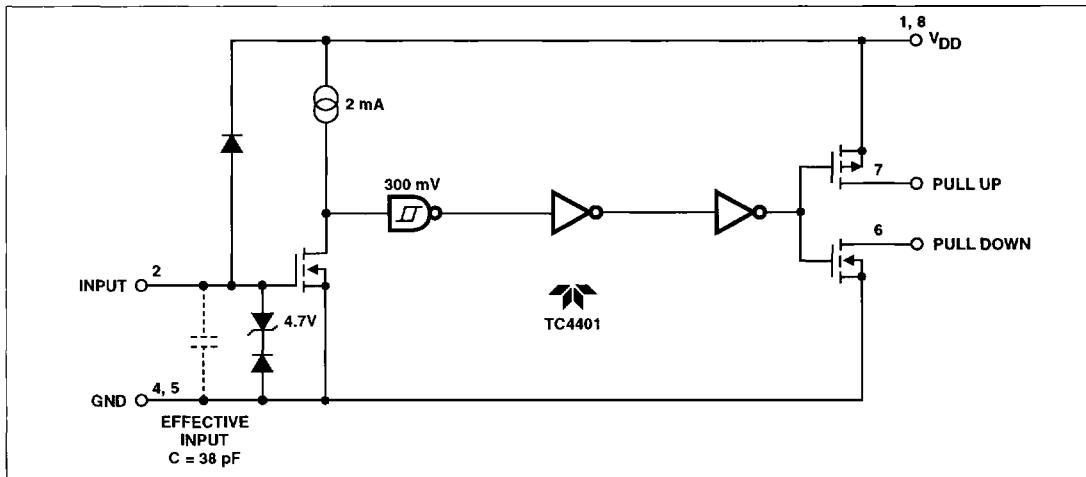 1, 8
VDD
2 mA
300 mV
7
PULL UP
6
PULL DOWN
2
INPUT
4.7V
TC4401
4, 5
GND
EFFECTIVE
INPUT
C = 38 pF